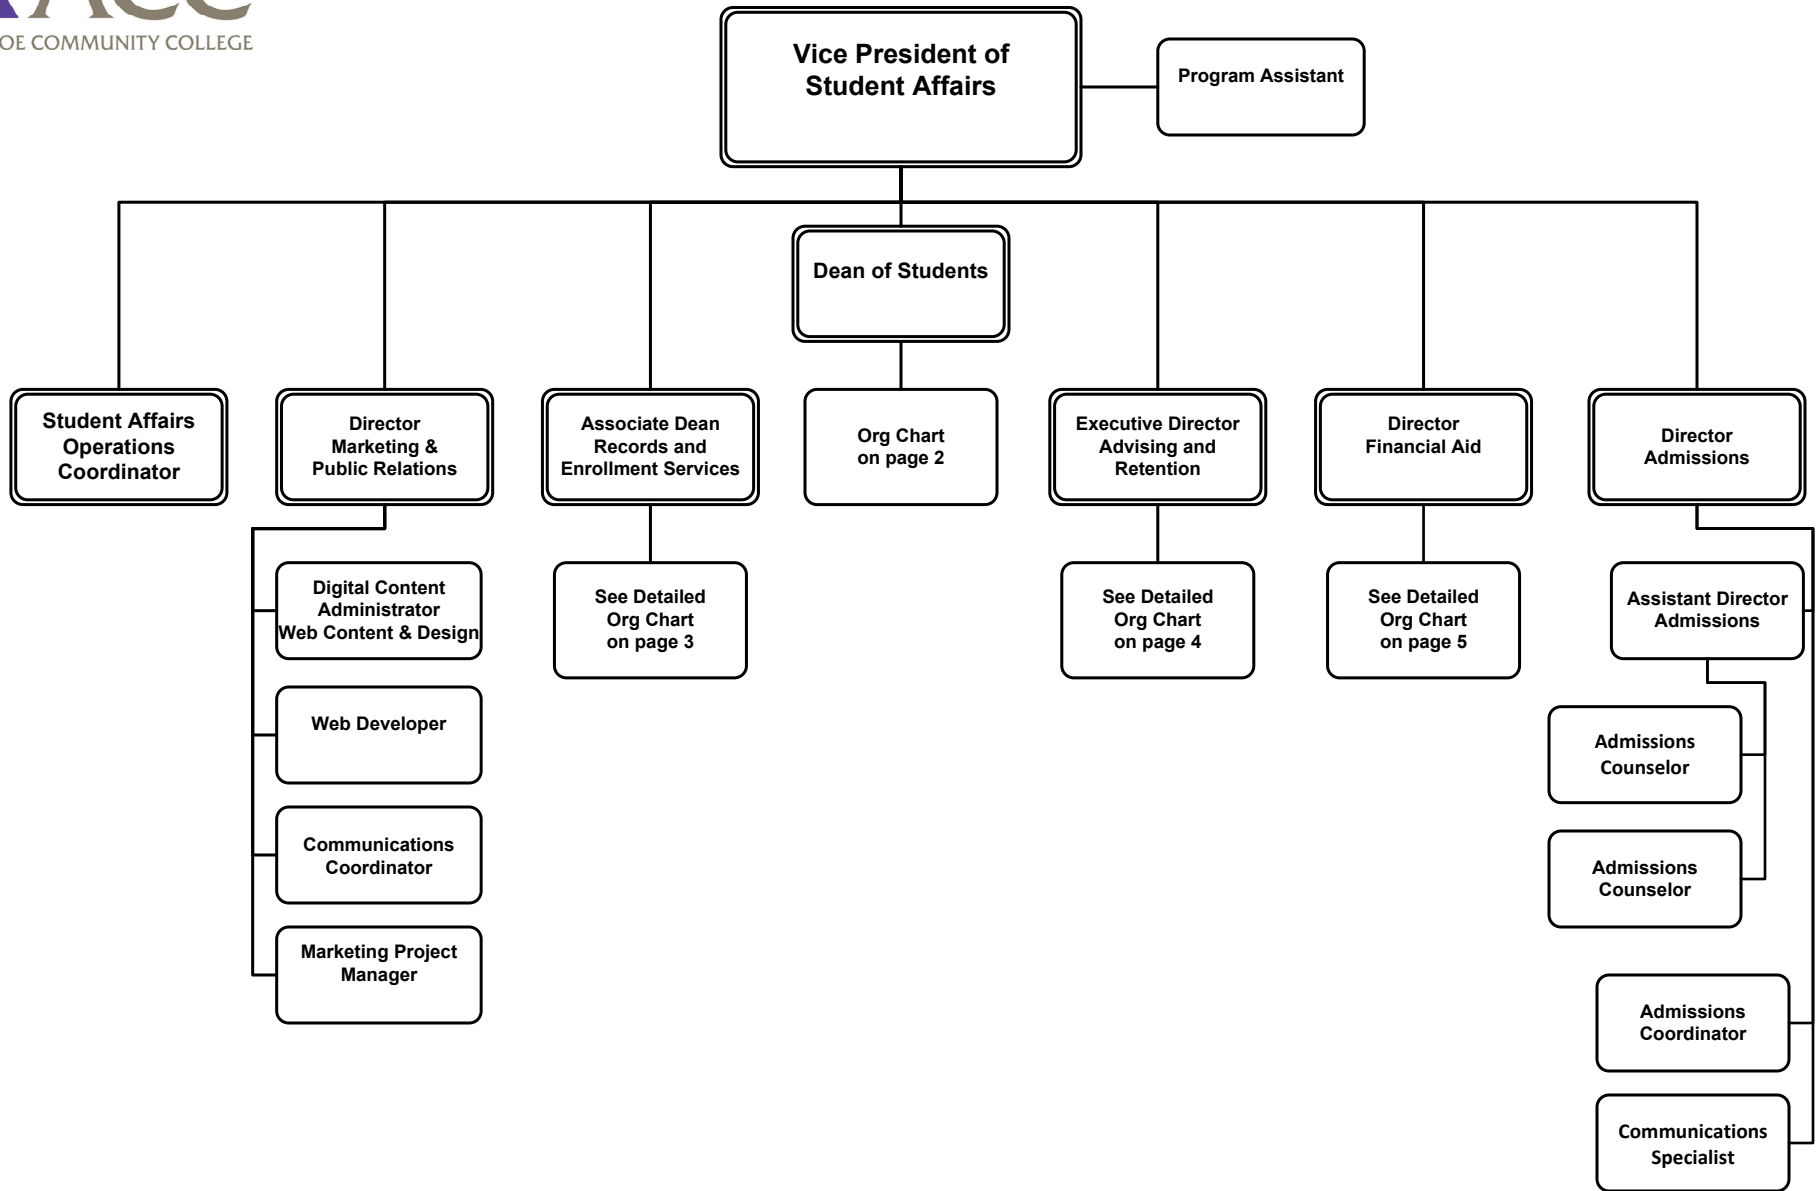 ACC
OE COMMUNITY COLLEGE
Vice President of
Student Affairs
Program Assistant
Dean of Students
Student Affairs
Operations
Coordinator
Director
Marketing &
Public Relations
Associate Dean
Records and
Enrollment Services
Org Chart
on page 2
Executive Director
Advising and
Retention
Director
Financial Aid
Director
Admissions
Digital Content
Administrator
Web Content & Design
See Detailed
Org Chart
on page 3
See Detailed
Org Chart
on page 4
See Detailed
Org Chart
on page 5
Assistant Director
Admissions
Web Developer
Admissions
Counselor
Communications
Coordinator
Admissions
Counselor
Marketing Project
Manager
Admissions
Coordinator
Communications
Specialist